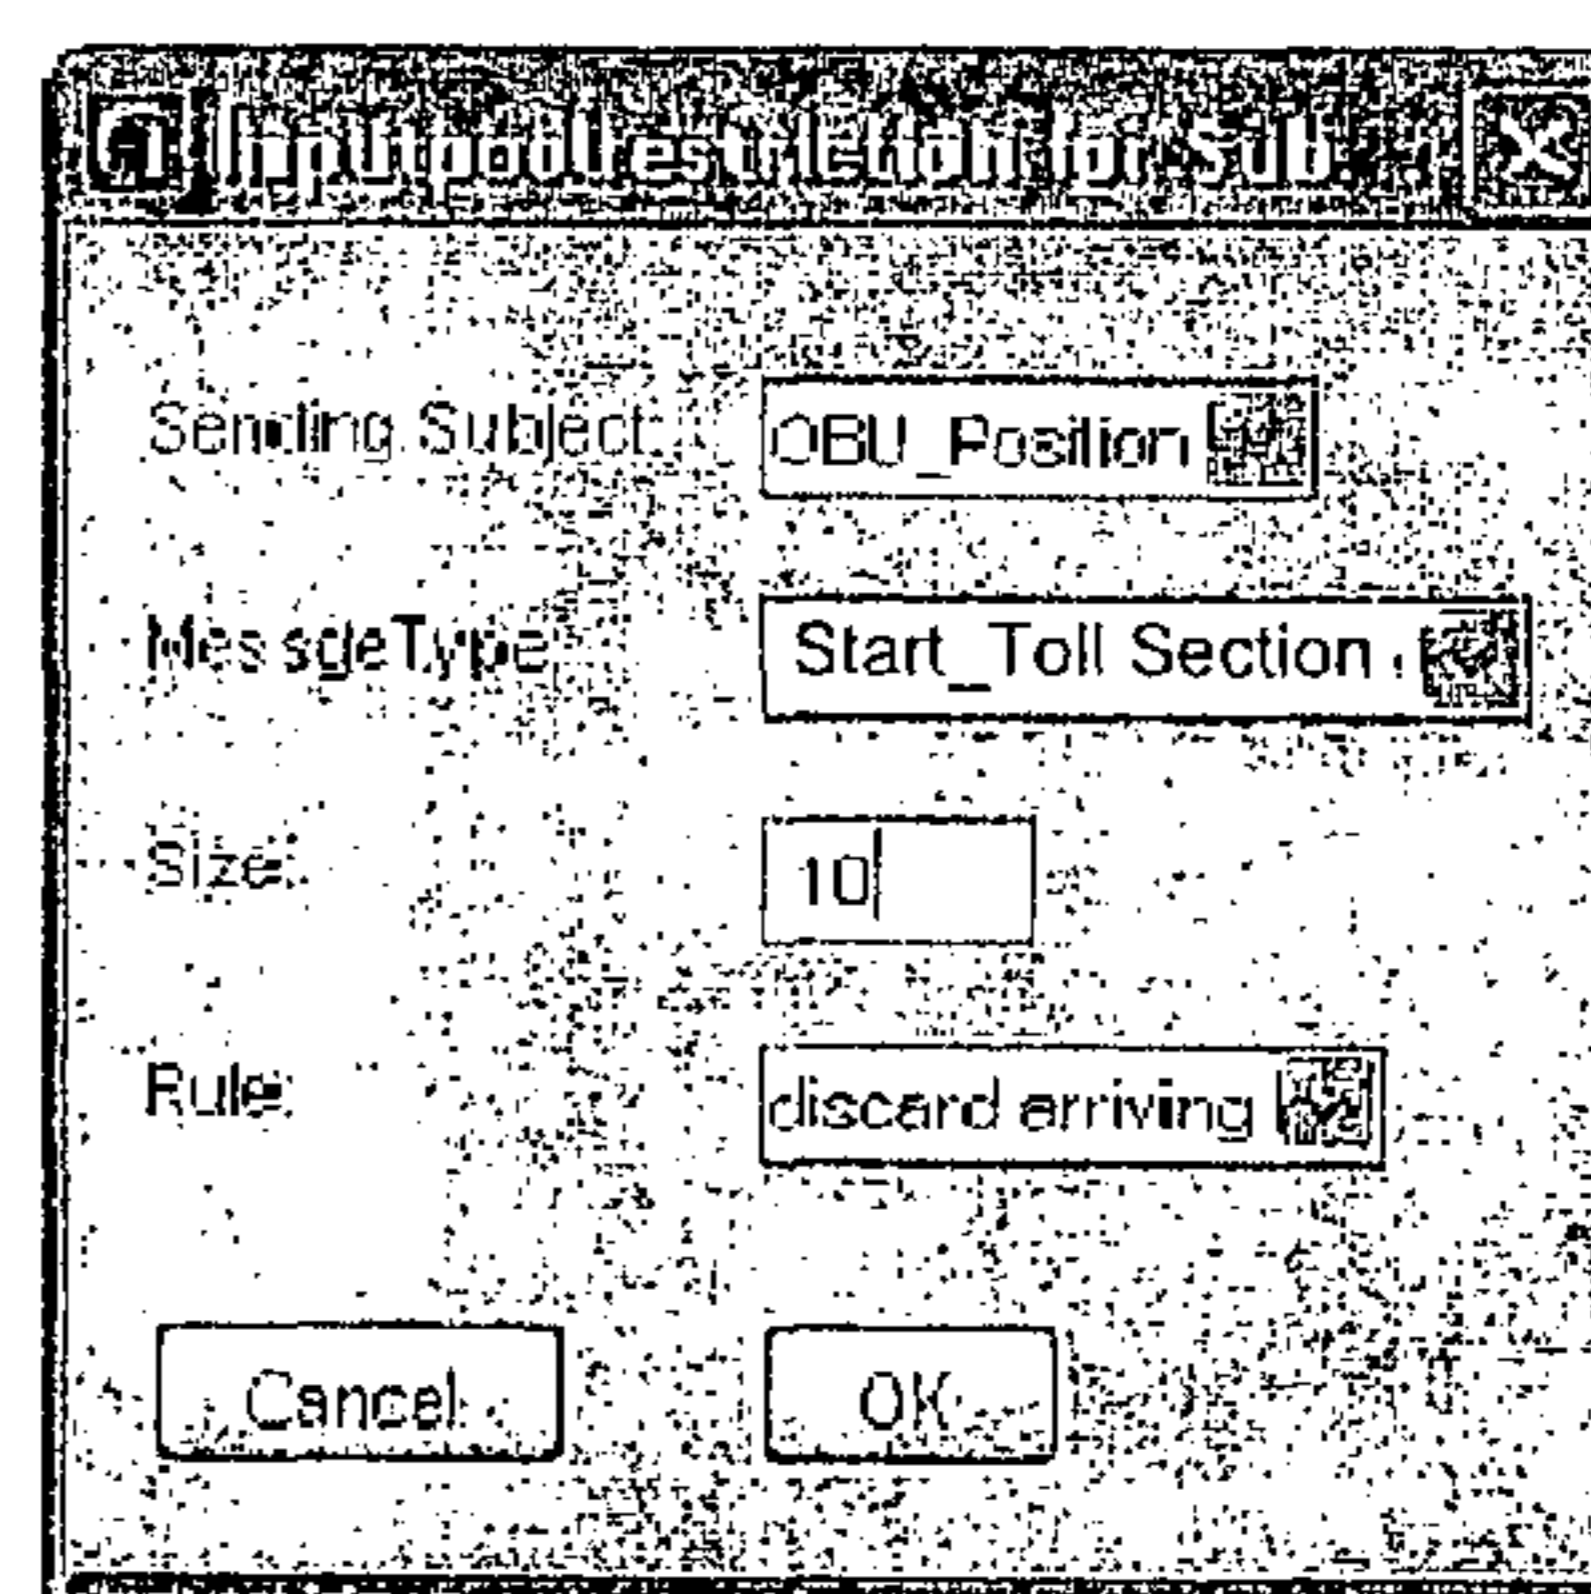 Inputpool restriction for Sub...
Sending Subject: OBU_Position
MessgeType Start_Toll Section
Size: 10
Rule: discard arriving
Cancel OK